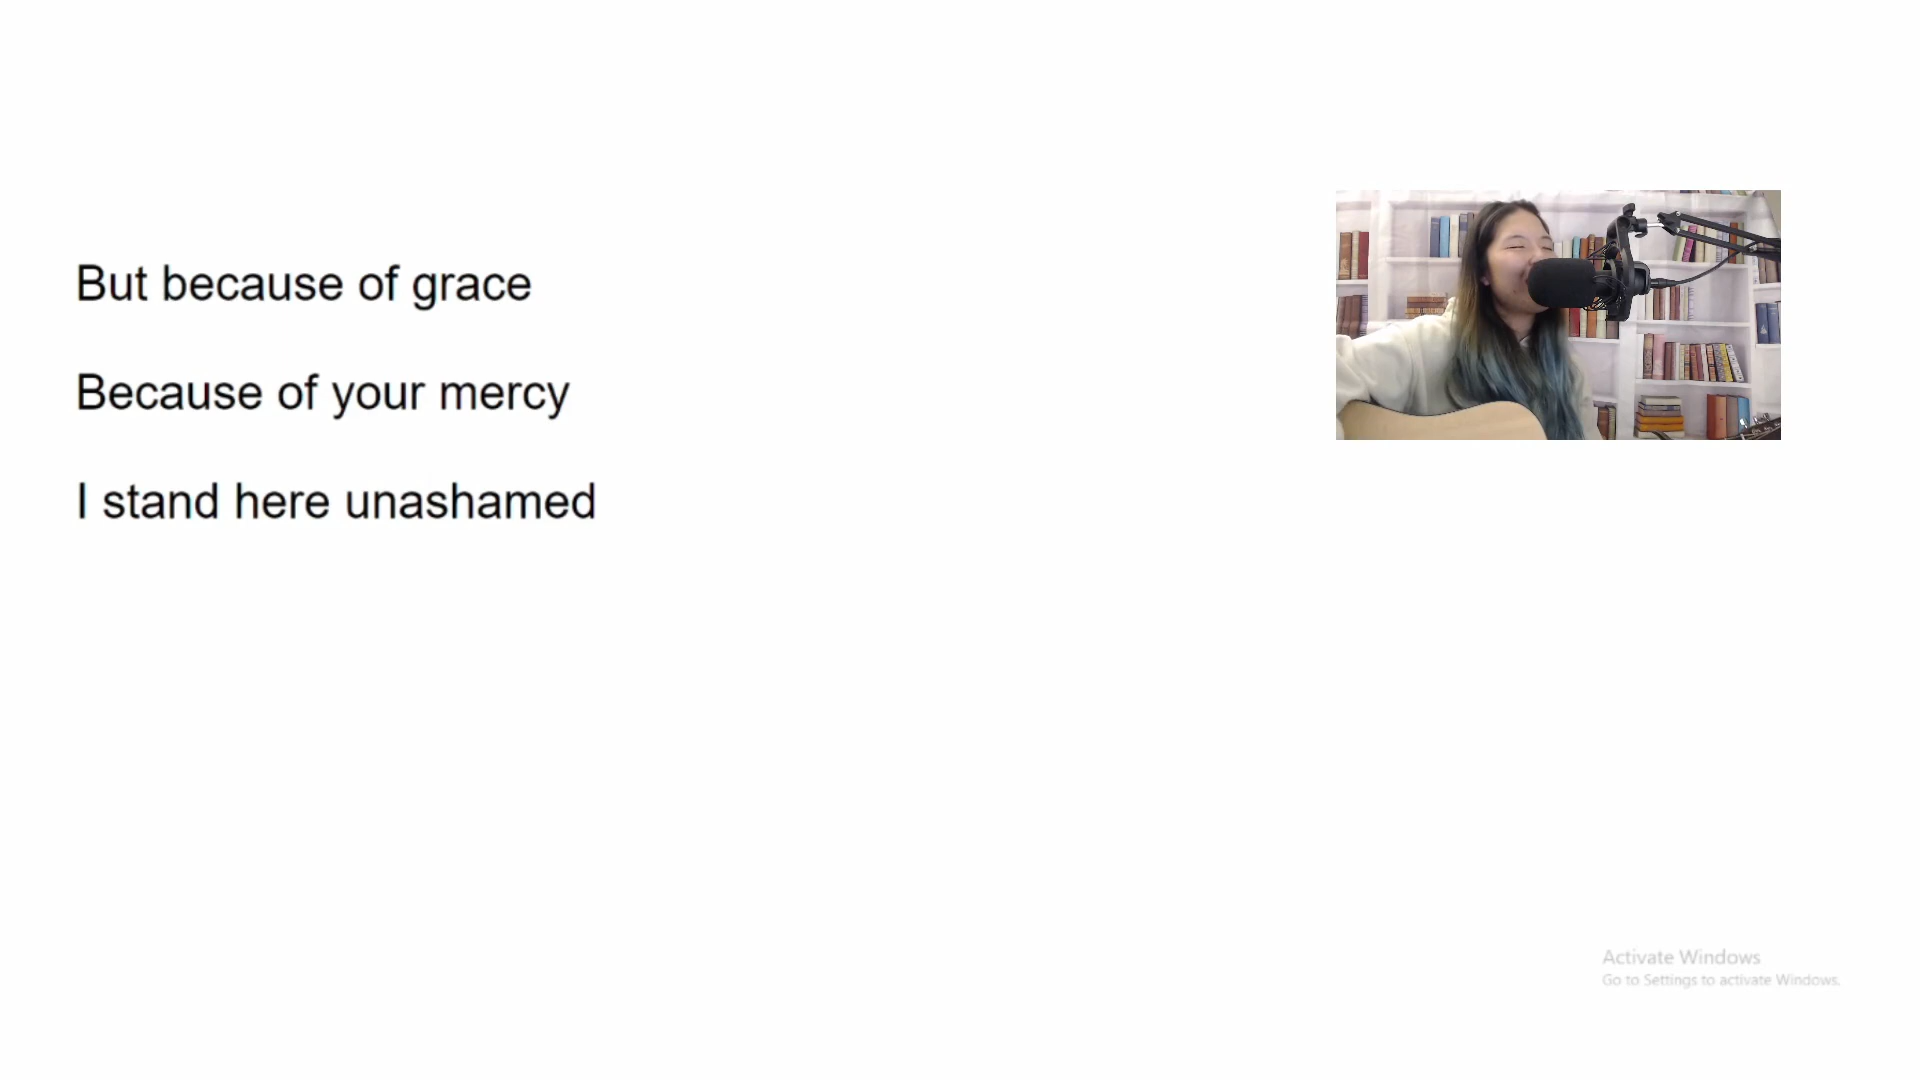 But because of grace
Because of your mercy
I stand here unashamed
Activate Windows
Go to Settings to activate Windows.